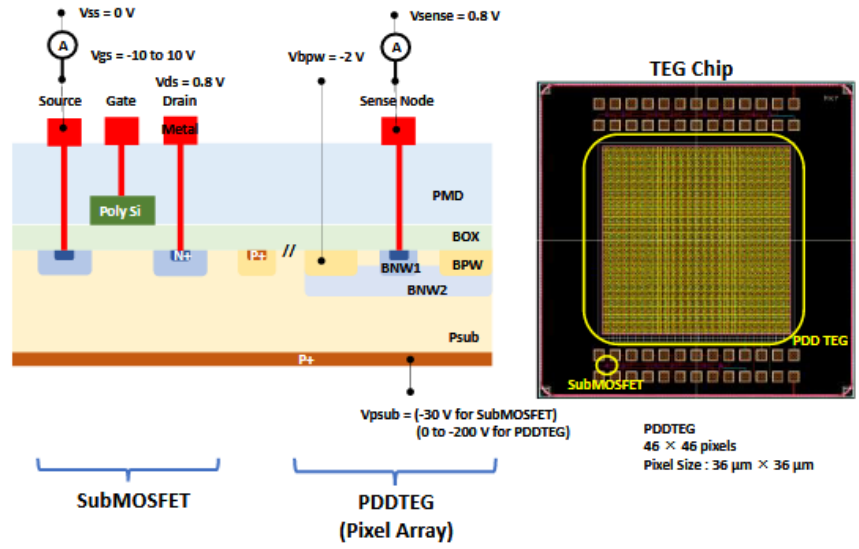 Vss = 0 V
Vsense = 0.8 V
A
A
Vgs = -10 to 10 V
Vbpw = -2 V
Vds = 0.8 V
TEG Chip
Source
Gate
Drain
Sense Node
Metal
PMD
Poly Si
BOX
N+
P+
//
BNW1
BPW
BNW2
Psub
P+
PDD TEG
SubMOSFET
Vpsub = (-30 V for SubMOSFET)
(0 to -200 V for PDDTEG)
PDDTEG
46 × 46 pixels
Pixel Size : 36 μm × 36 μm
SubMOSFET
PDDTEG
(Pixel Array)